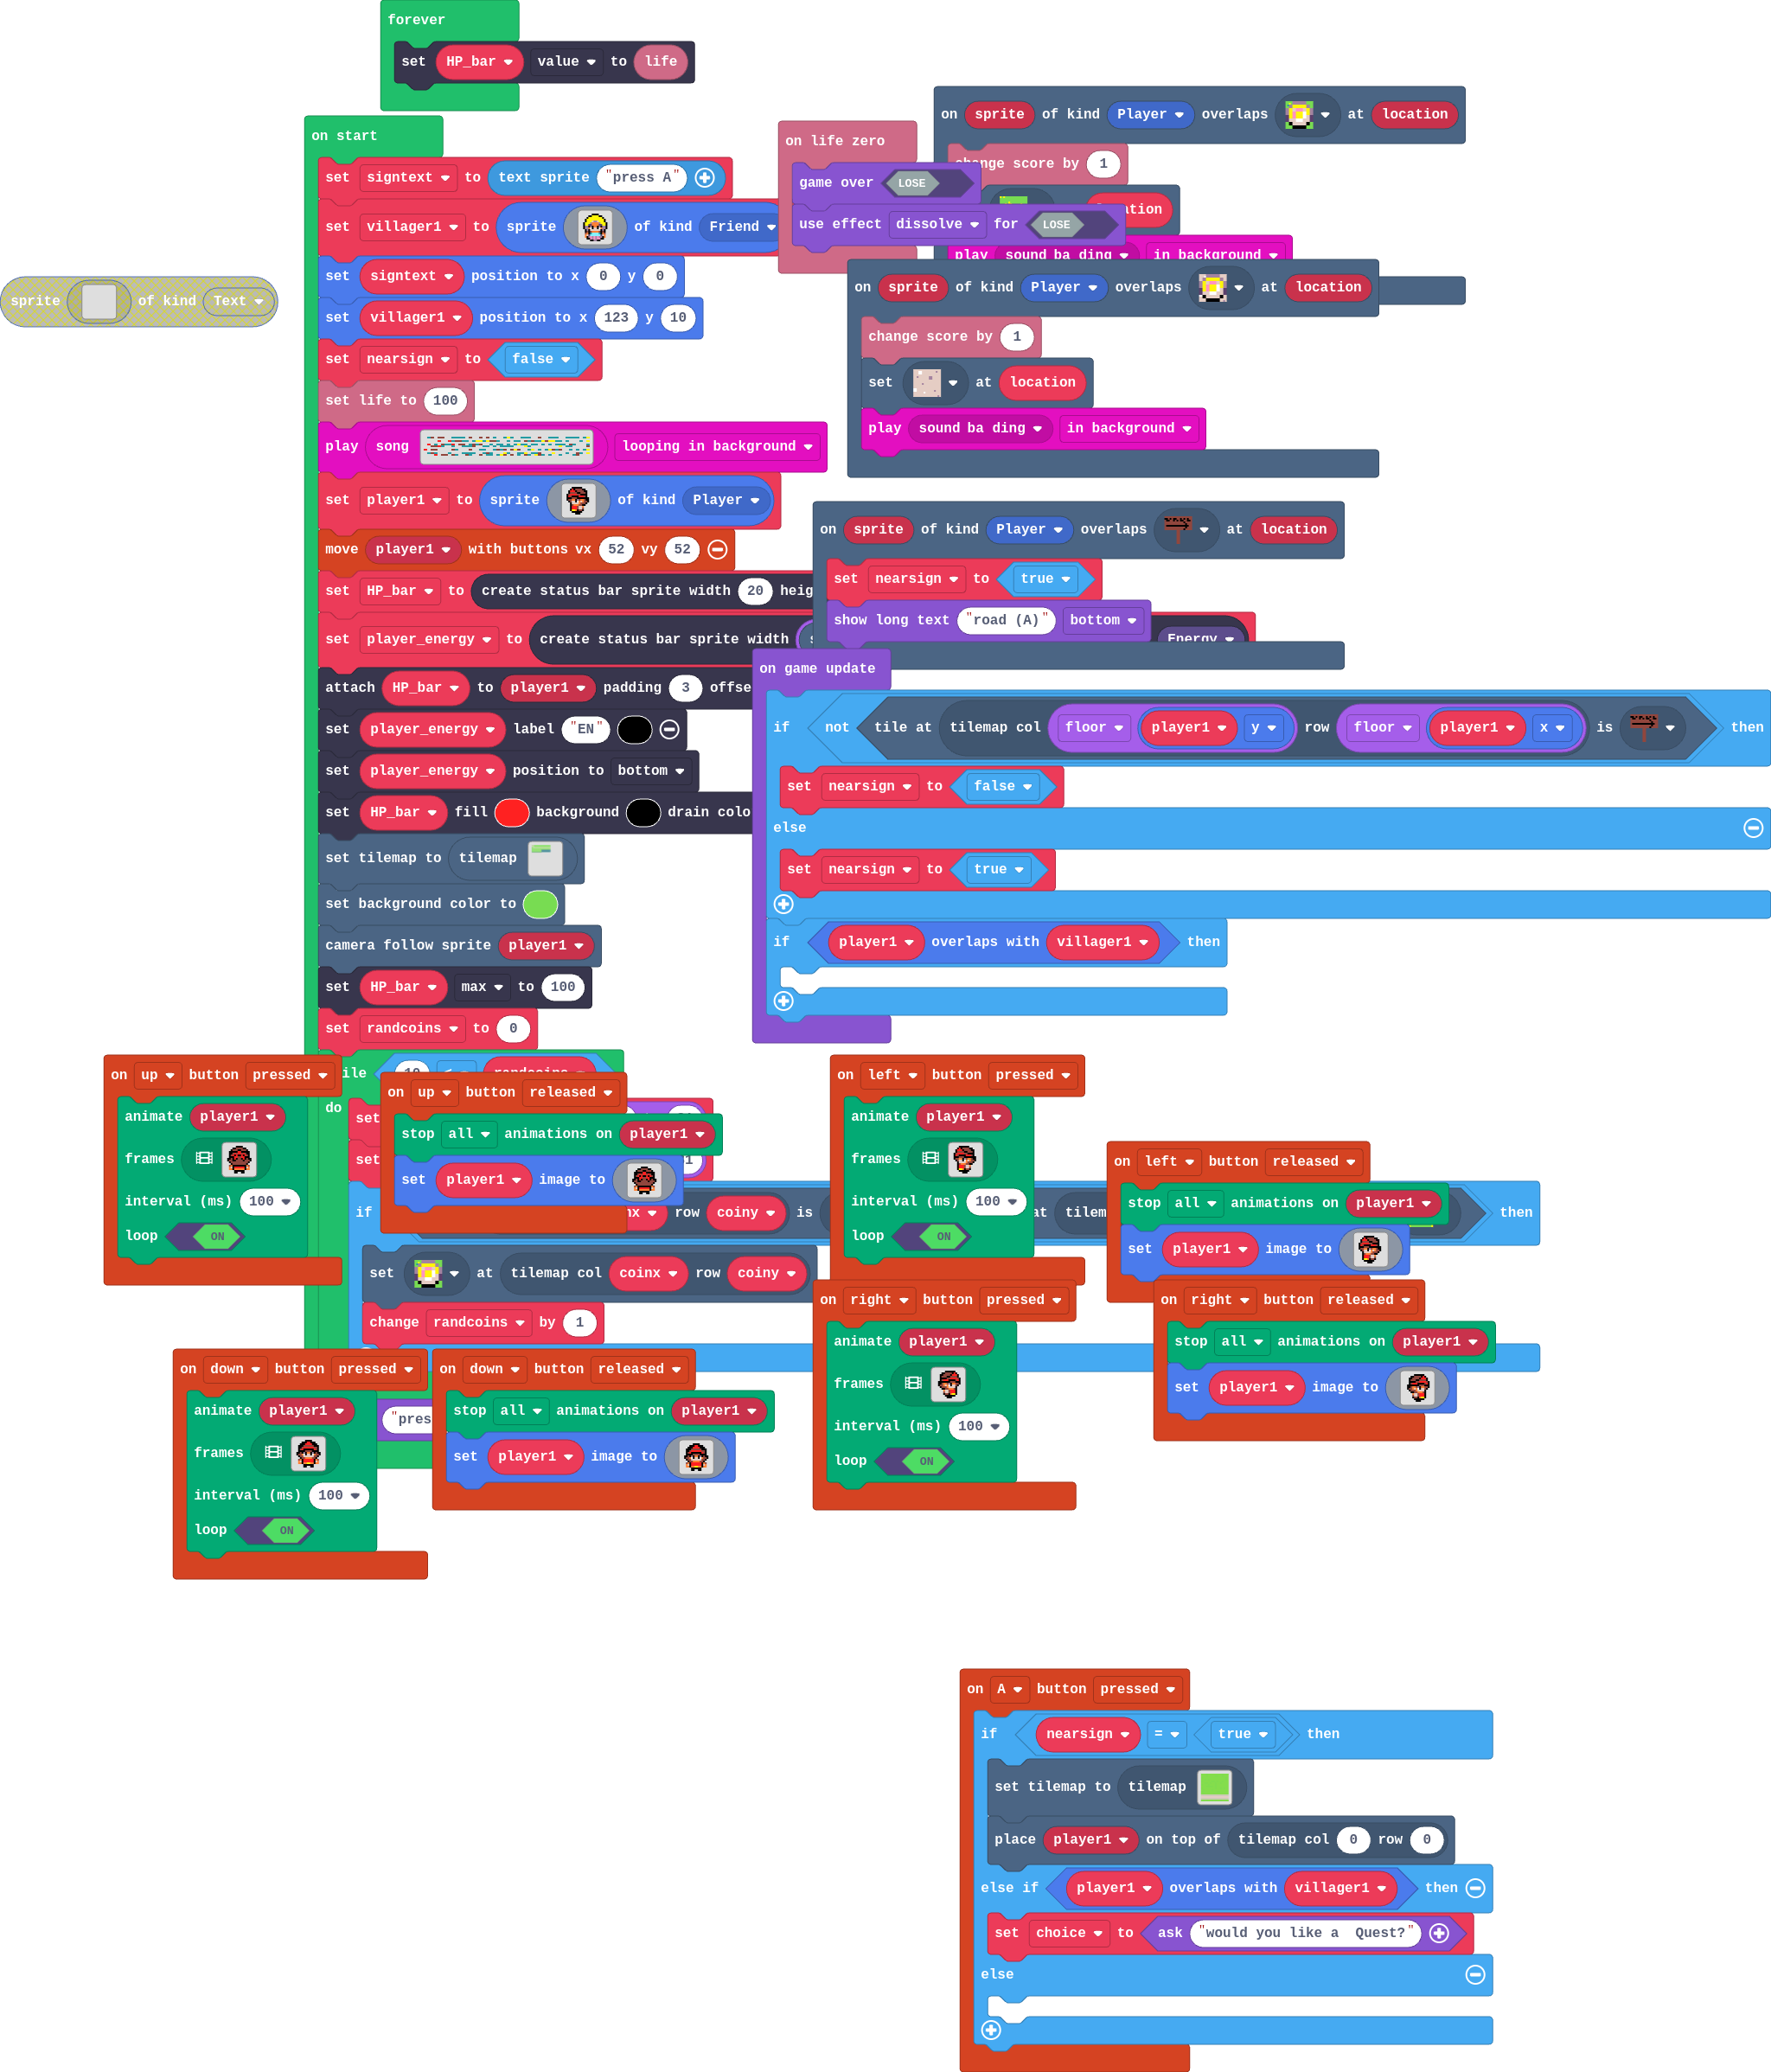 forever
set HP_bar value to life
on start
set signtext to text sprite "press A"
set villager1 to sprite of kind Friend
set signtext position to x 0 y 0
set villager1 position to x 123 y 10
set nearsign to false
set life to 100
play song looping in background
set player1 to sprite of kind Player
move player1 with buttons vx 52 vy 52
set HP_bar to create status bar sprite width 20
set player_energy to create status bar sprite width
Energy
attach HP_bar to player1 padding 3
set player_energy label "EN"
set player_energy position to bottom
set HP_bar fill background drain
set tilemap to tilemap
set background color to
camera follow sprite player1
set HP_bar max to 100
set randcoins to 0
do
set
set
if row coiny is then
set at tilemap col coinx row coiny
change randcoins by 1
sprite of kind Text
on life zero
game over LOSE
use effect dissolve for LOSE
on sprite of kind Player overlaps at location
change score by 1
play sound ba ding in background
on sprite of kind Player overlaps at location
change score by 1
set at location
play sound ba ding in background
on sprite of kind Player overlaps at location
set nearsign to true
show long text "road (A)" bottom
on game update
if not tile at tilemap col floor player1 y row floor player1 x is then
set nearsign to false
else
set nearsign to true
if player1 overlaps with villager1 then
on up button pressed
animate player1
frames
interval (ms) 100
loop ON
on up button released
stop all animations on player1
set player1 image to
on left button pressed
animate player1
frames
interval (ms) 100
loop ON
on left button released
stop all animations on player1
set player1 image to
on right button pressed
animate player1
frames
interval (ms) 100
loop ON
on right button released
stop all animations on player1
set player1 image to
on down button pressed
animate player1
frames
interval (ms) 100
loop ON
on down button released
stop all animations on player1
set player1 image to
on A button pressed
if nearsign = true then
set tilemap to tilemap
place player1 on top of tilemap col 0 row 0
else if player1 overlaps with villager1 then
set choice to ask "would you like a  Quest?"
else